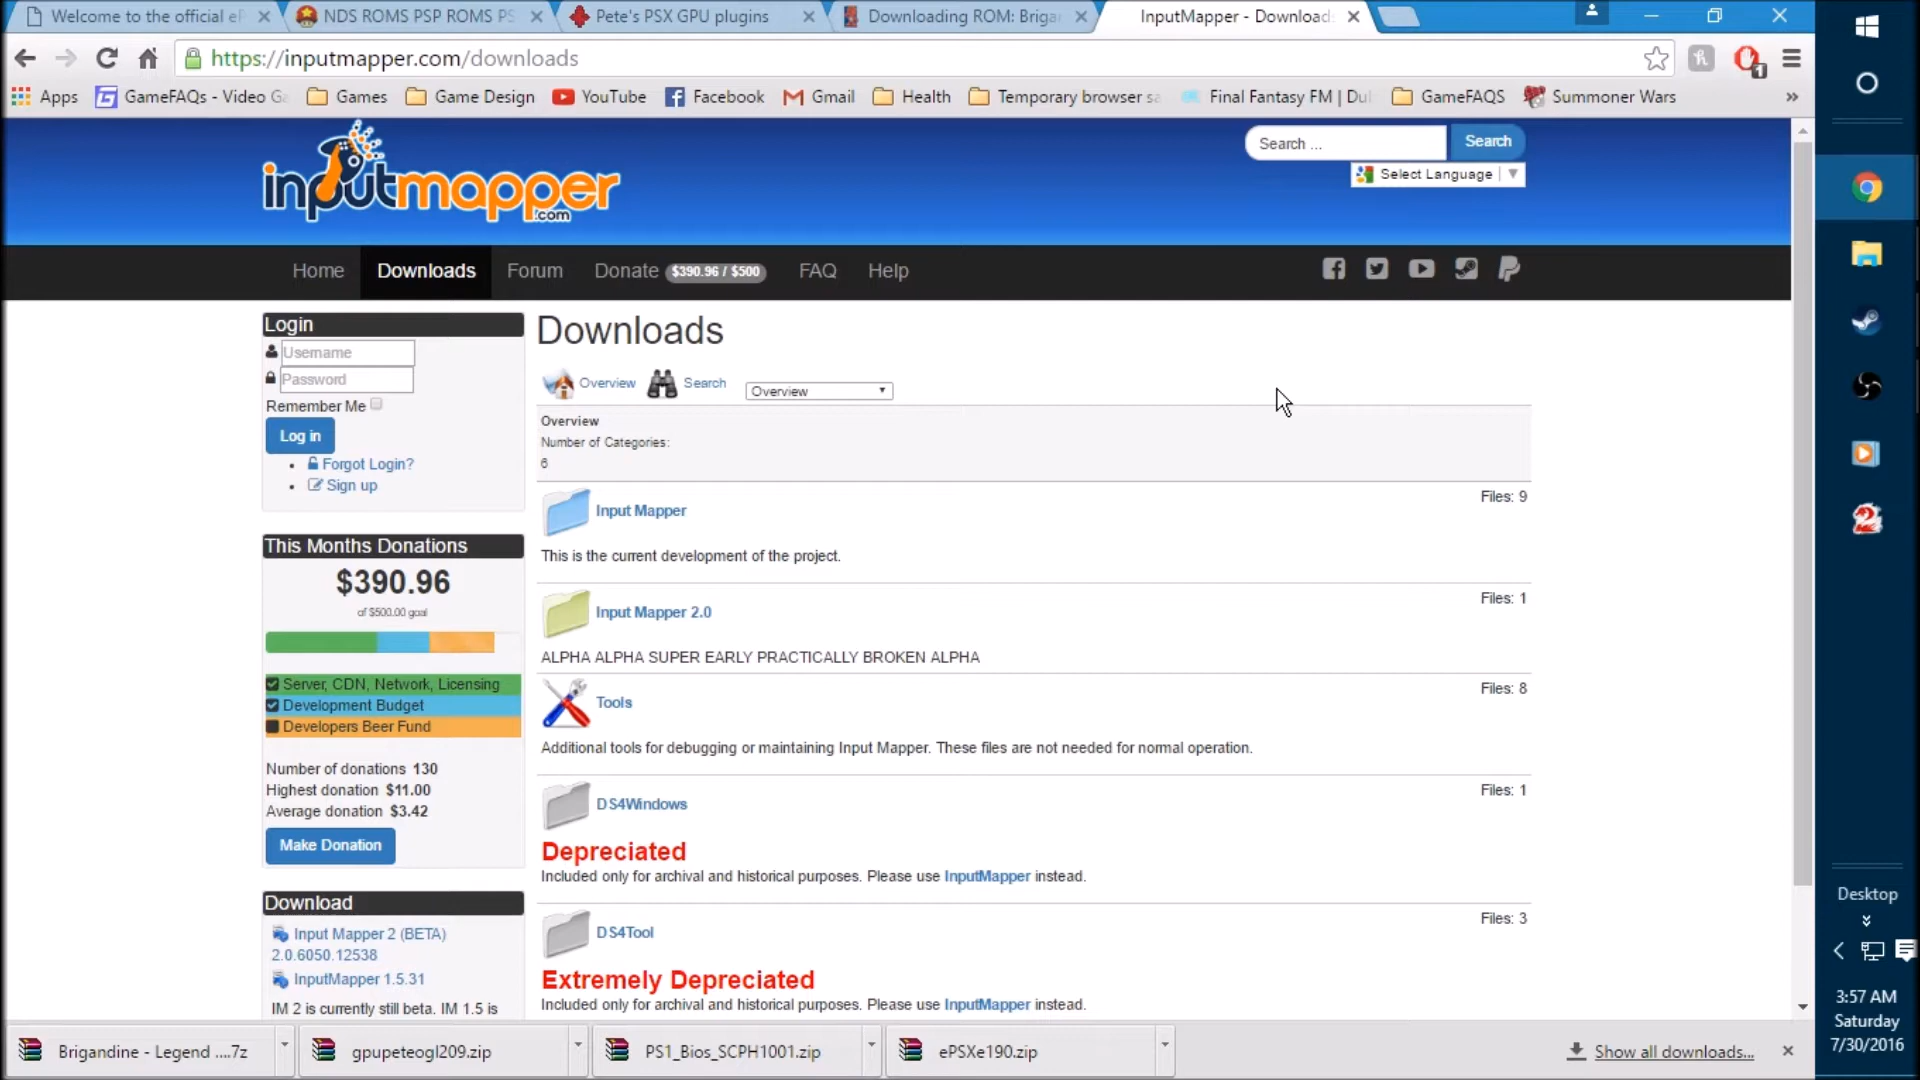 Welcome to the official eP
NDS ROMS PSP ROMS PS
Pete's PSX GPU plugins
Downloading ROM: Briga
InputMapper - Download
https://inputmapper.com/downloads
Apps
GameFAQs - Video Ga
Games
Game Design
YouTube
Facebook
Gmail
Health
Temporary browser sa
Final Fantasy FM | Du
GameFAQS
Summoner Wars
»
inputmapper
.com
Search ...
Search
Select Language
Home
Downloads
Forum
Donate $390.96 / $500
FAQ
Help
Login
Username
Password
Remember Me
Log in
Forgot Login?
Sign up
This Months Donations
$390.96
of $500.00 goal
Server, CDN, Network, Licensing
Development Budget
Developers Beer Fund
Number of donations 130
Highest donation $11.00
Average donation $3.42
Make Donation
Download
Input Mapper 2 (BETA)
2.0.6050.12538
InputMapper 1.5.31
IM 2 is currently still beta. IM 1.5 is
Downloads
Overview
Search
Overview
Overview
Number of Categories:
6
Input Mapper
Files: 9
This is the current development of the project.
Input Mapper 2.0
Files: 1
ALPHA ALPHA SUPER EARLY PRACTICALLY BROKEN ALPHA
Tools
Files: 8
Additional tools for debugging or maintaining Input Mapper. These files are not needed for normal operation.
DS4Windows
Files: 1
Depreciated
Included only for archival and historical purposes. Please use InputMapper instead.
DS4Tool
Files: 3
Extremely Depreciated
Included only for archival and historical purposes. Please use InputMapper instead.
Brigandine - Legend ....7z
gpupeteogl209.zip
PS1_Bios_SCPH1001.zip
ePSXe190.zip
Show all downloads...
Desktop
3:57 AM
Saturday
7/30/2016